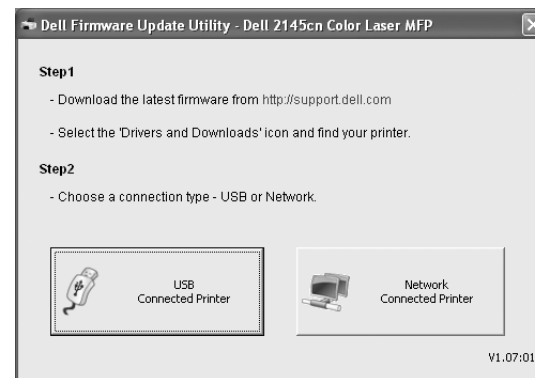 Dell Firmware Update Utility - Dell 2145cn Color Laser MFP
Step1
- Download the latest firmware from http://support.dell.com
- Select the 'Drivers and Downloads' icon and find your printer.
Step2
- Choose a connection type - USB or Network.
USB
Connected Printer
Network
Connected Printer
V1.07:01